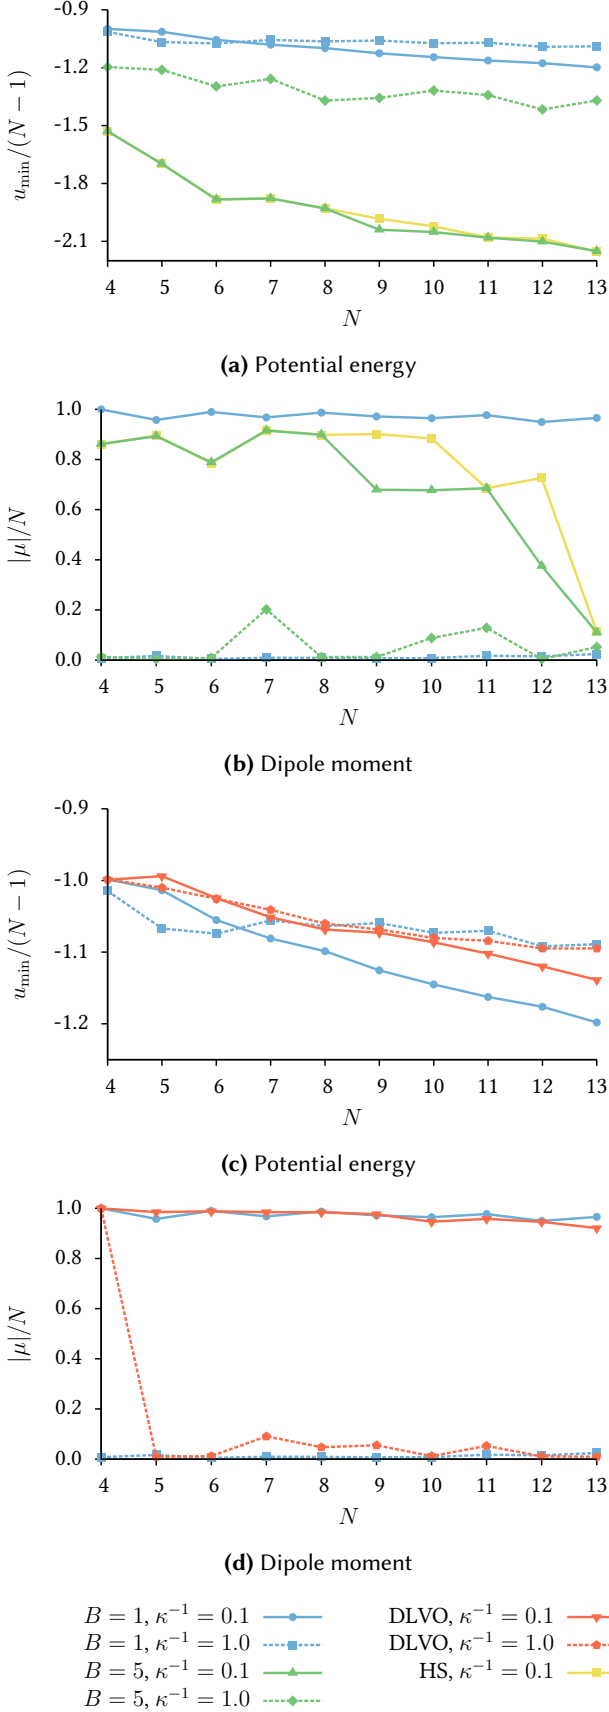 -0.9
-1.2
-1.5
-1.8
-2.1
u_min/(N − 1)
4 5 6 7 8 9 10 11 12 13
N
(a) Potential energy
1.0
0.8
0.6
0.4
0.2
0.0
|μ|/N
4 5 6 7 8 9 10 11 12 13
N
(b) Dipole moment
-0.9
-1.0
-1.1
-1.2
u_min/(N − 1)
4 5 6 7 8 9 10 11 12 13
N
(c) Potential energy
1.0
0.8
0.6
0.4
0.2
0.0
|μ|/N
4 5 6 7 8 9 10 11 12 13
N
(d) Dipole moment
B = 1, κ⁻¹ = 0.1
B = 1, κ⁻¹ = 1.0
B = 5, κ⁻¹ = 0.1
B = 5, κ⁻¹ = 1.0
DLVO, κ⁻¹ = 0.1
DLVO, κ⁻¹ = 1.0
HS, κ⁻¹ = 0.1